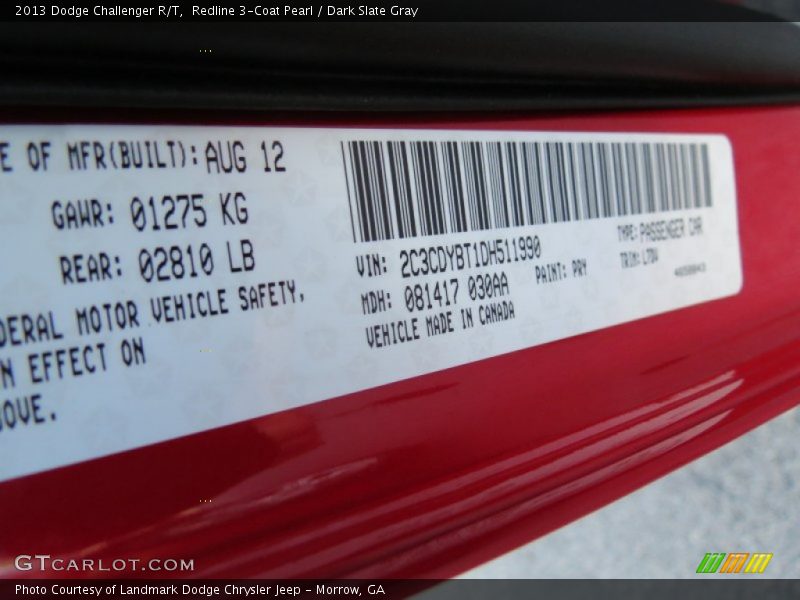 2013 Dodge Challenger R/T,  Redline 3-Coat Pearl / Dark Slate Gray
E OF MFR(BUILT): AUG 12
GAWR: 01275 KG
REAR: 02810 LB
DERAL MOTOR VEHICLE SAFETY,
N EFFECT ON
OVE.
VIN: 2C3CDYBT1DH511990
TYPE: PASSENGER CAR
MDH: 081417 030AA
PAINT: PRY
TRIM:
VEHICLE MADE IN CANADA
GTCARLOT.COM
Photo Courtesy of Landmark Dodge Chrysler Jeep - Morrow, GA